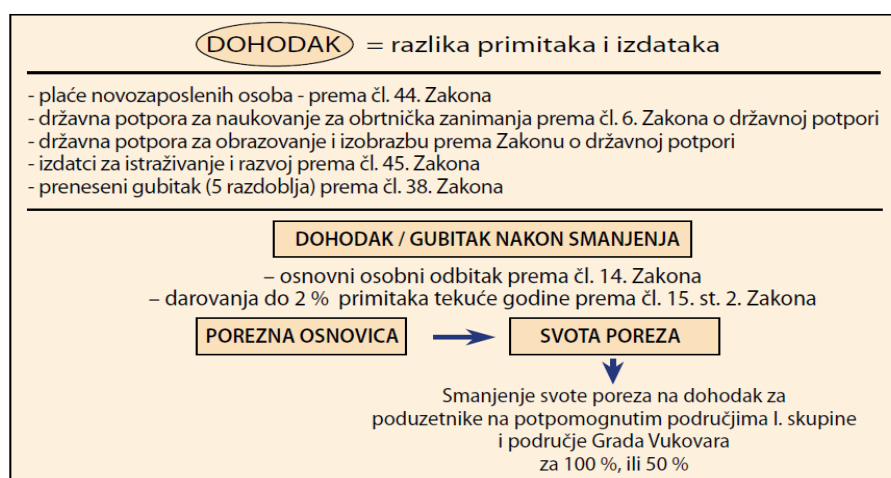 DOHODAK = razlika primitaka i izdataka
- plaće novozaposlenih osoba - prema čl. 44. Zakona
- državna potpora za naukovanje za obrtnička zanimanja prema čl. 6. Zakona o državnoj potpori
- državna potpora za obrazovanje i izobrazbu prema Zakonu o državnoj potpori
- izdatci za istraživanje i razvoj prema čl. 45. Zakona
- preneseni gubitak (5 razdoblja) prema čl. 38. Zakona
DOHODAK / GUBITAK NAKON SMANJENJA
– osnovni osobni odbitak prema čl. 14. Zakona
– darovanja do 2 % primitaka tekuće godine prema čl. 15. st. 2. Zakona
POREZNA OSNOVICA
SVOTA POREZA
Smanjenje svote poreza na dohodak za
poduzetnike na potpomognutim područjima I. skupine
i područje Grada Vukovara
za 100 %, ili 50 %